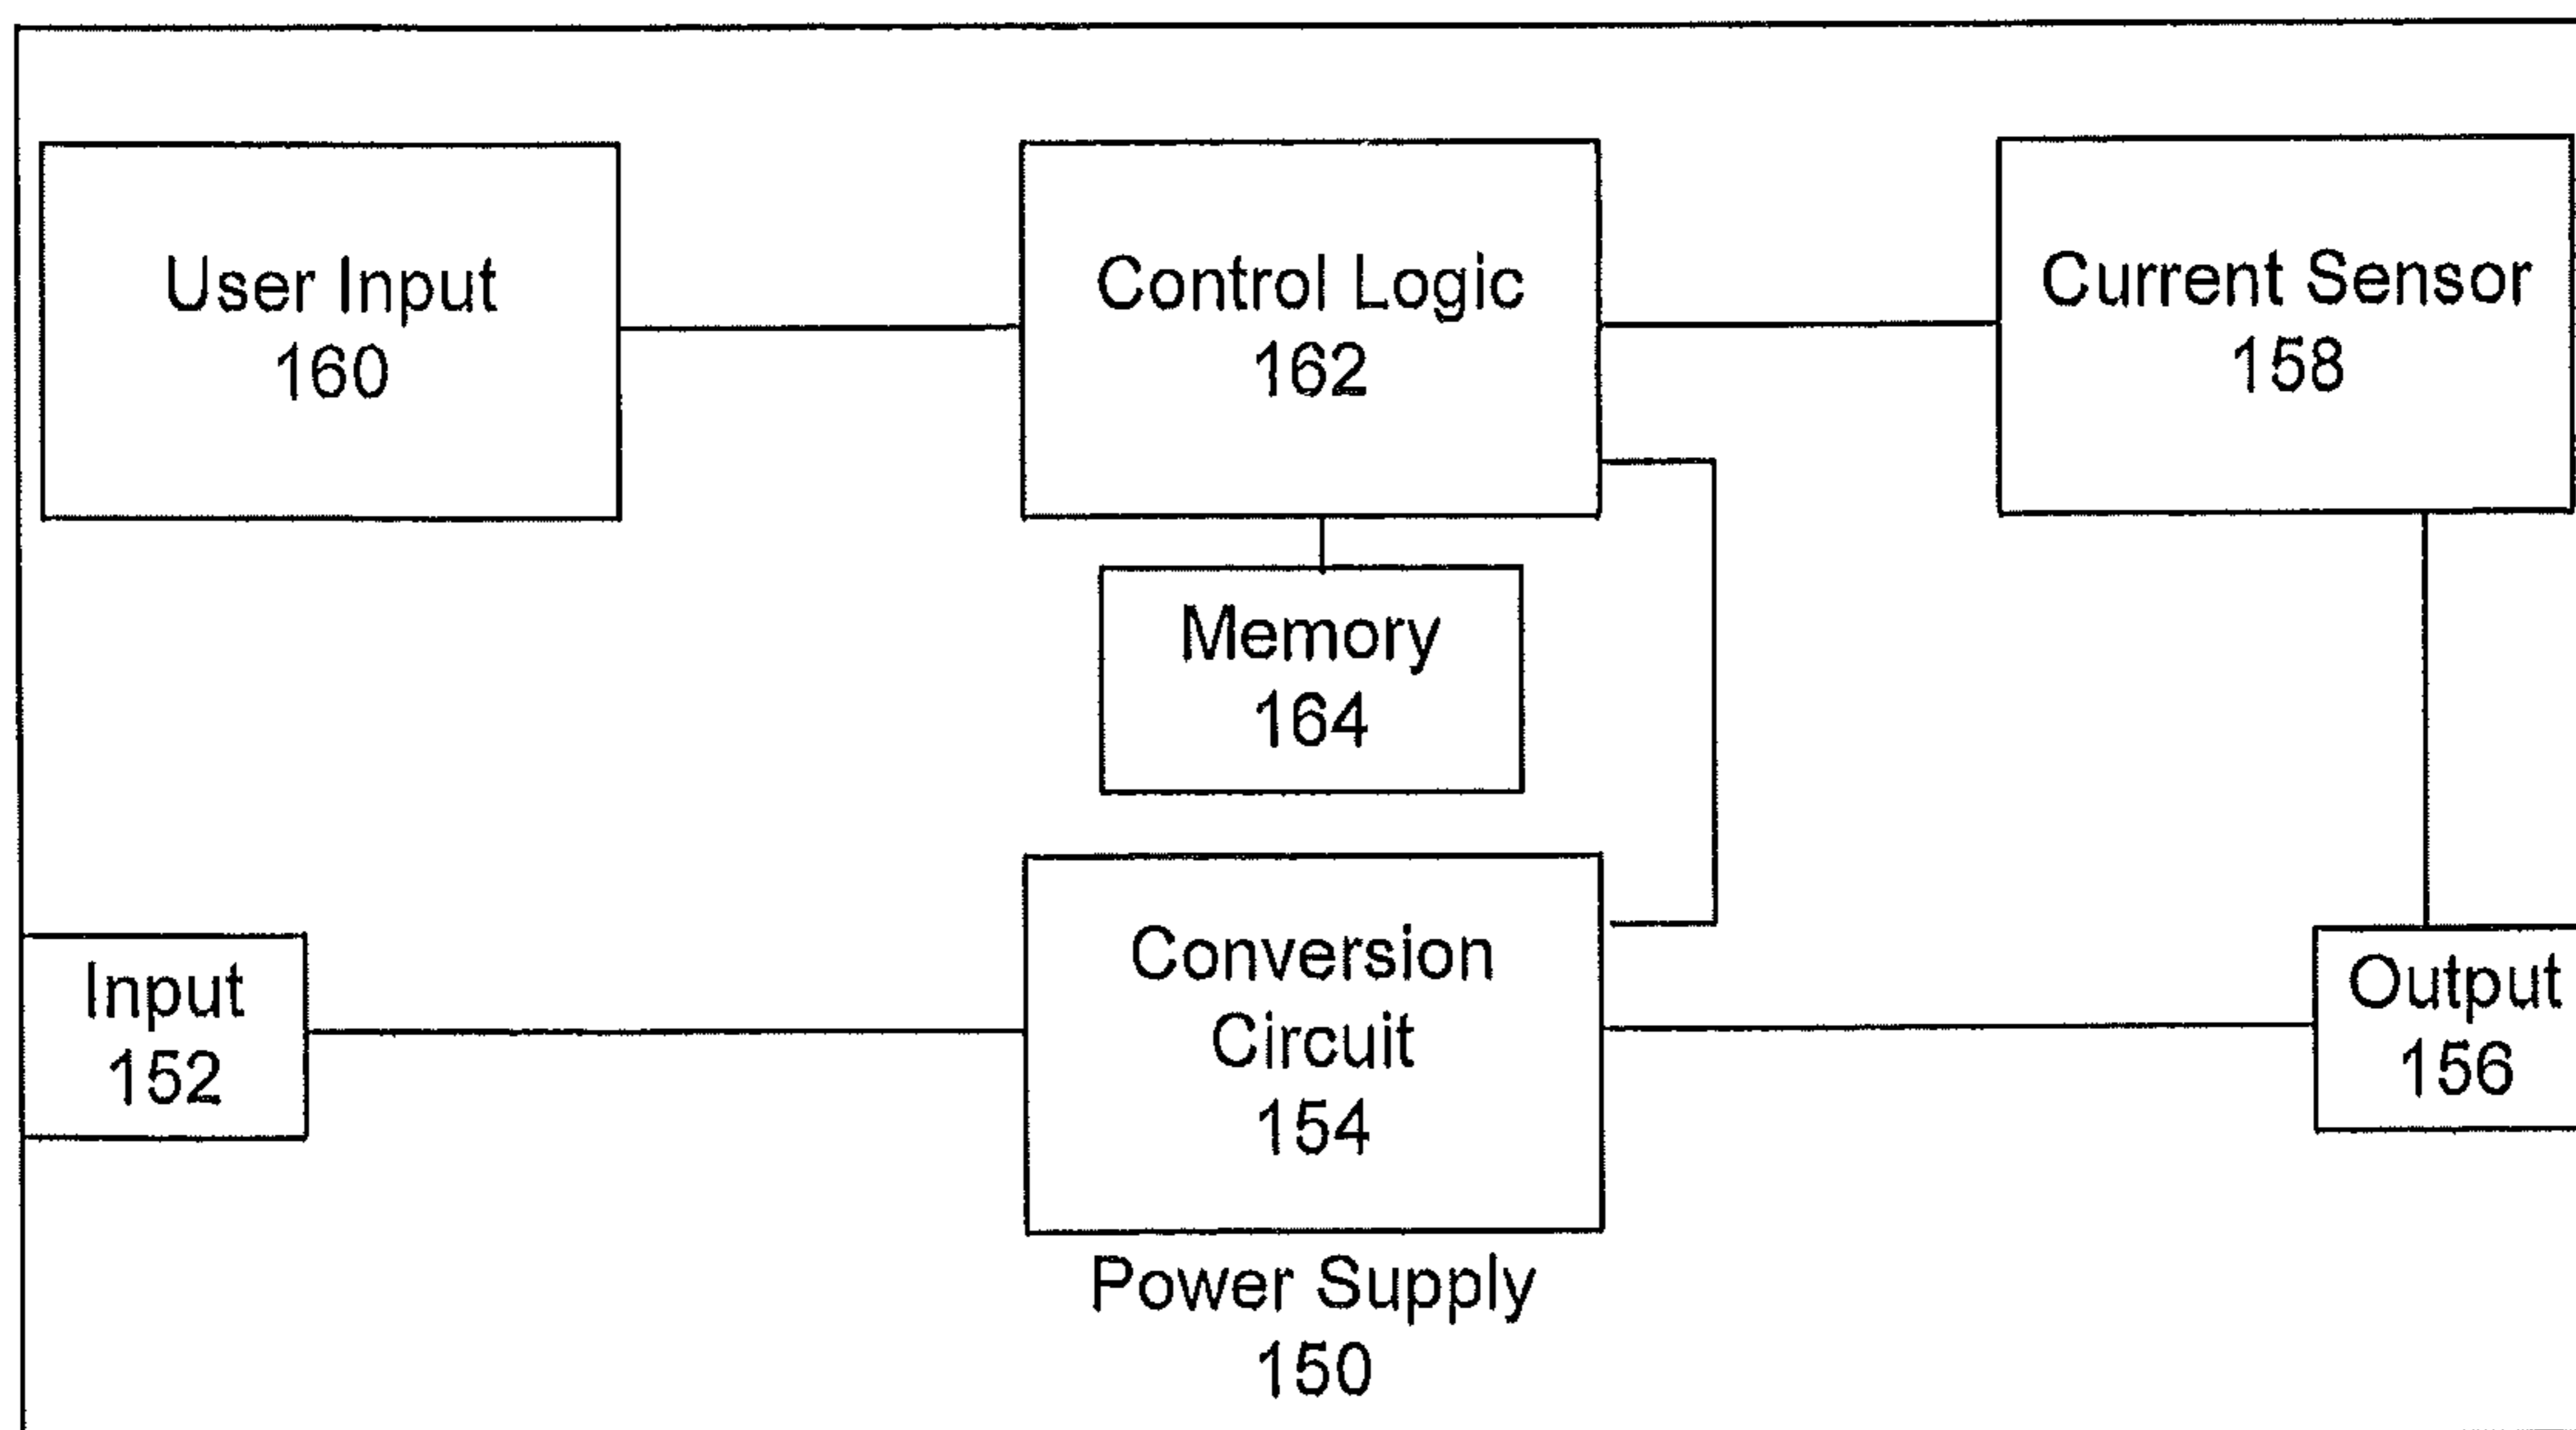 User Input
160
Control Logic
162
Current Sensor
158
Memory
164
Input
152
Conversion
Circuit
154
Output
156
Power Supply
150